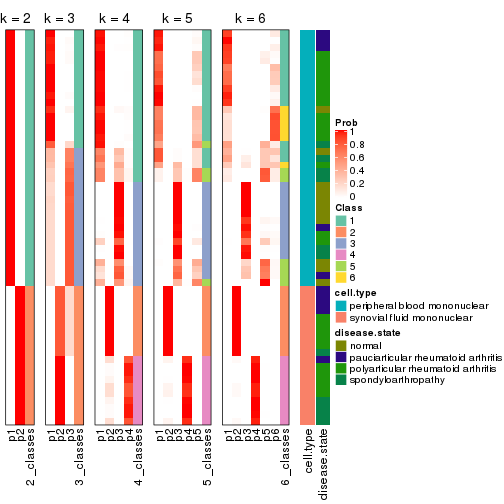 k = 2 k = 3 k = 4 k = 5 k = 6
Prob
1
0.8
0.6
0.4
0.2
0
Class
1
2
3
4
5
6
cell.type
peripheral blood mononuclear
synovial fluid mononuclear
disease.state
normal
pauciarticular rheumatoid arthritis
polyarticular rheumatoid arthritis
spondyloarthropathy
p1 p2 2_classes p1 p2 p3 3_classes p1 p2 p3 p4 4_classes p1 p2 p3 p4 p5 5_classes p1 p2 p3 p4 p5 p6 6_classes cell.type disease.state